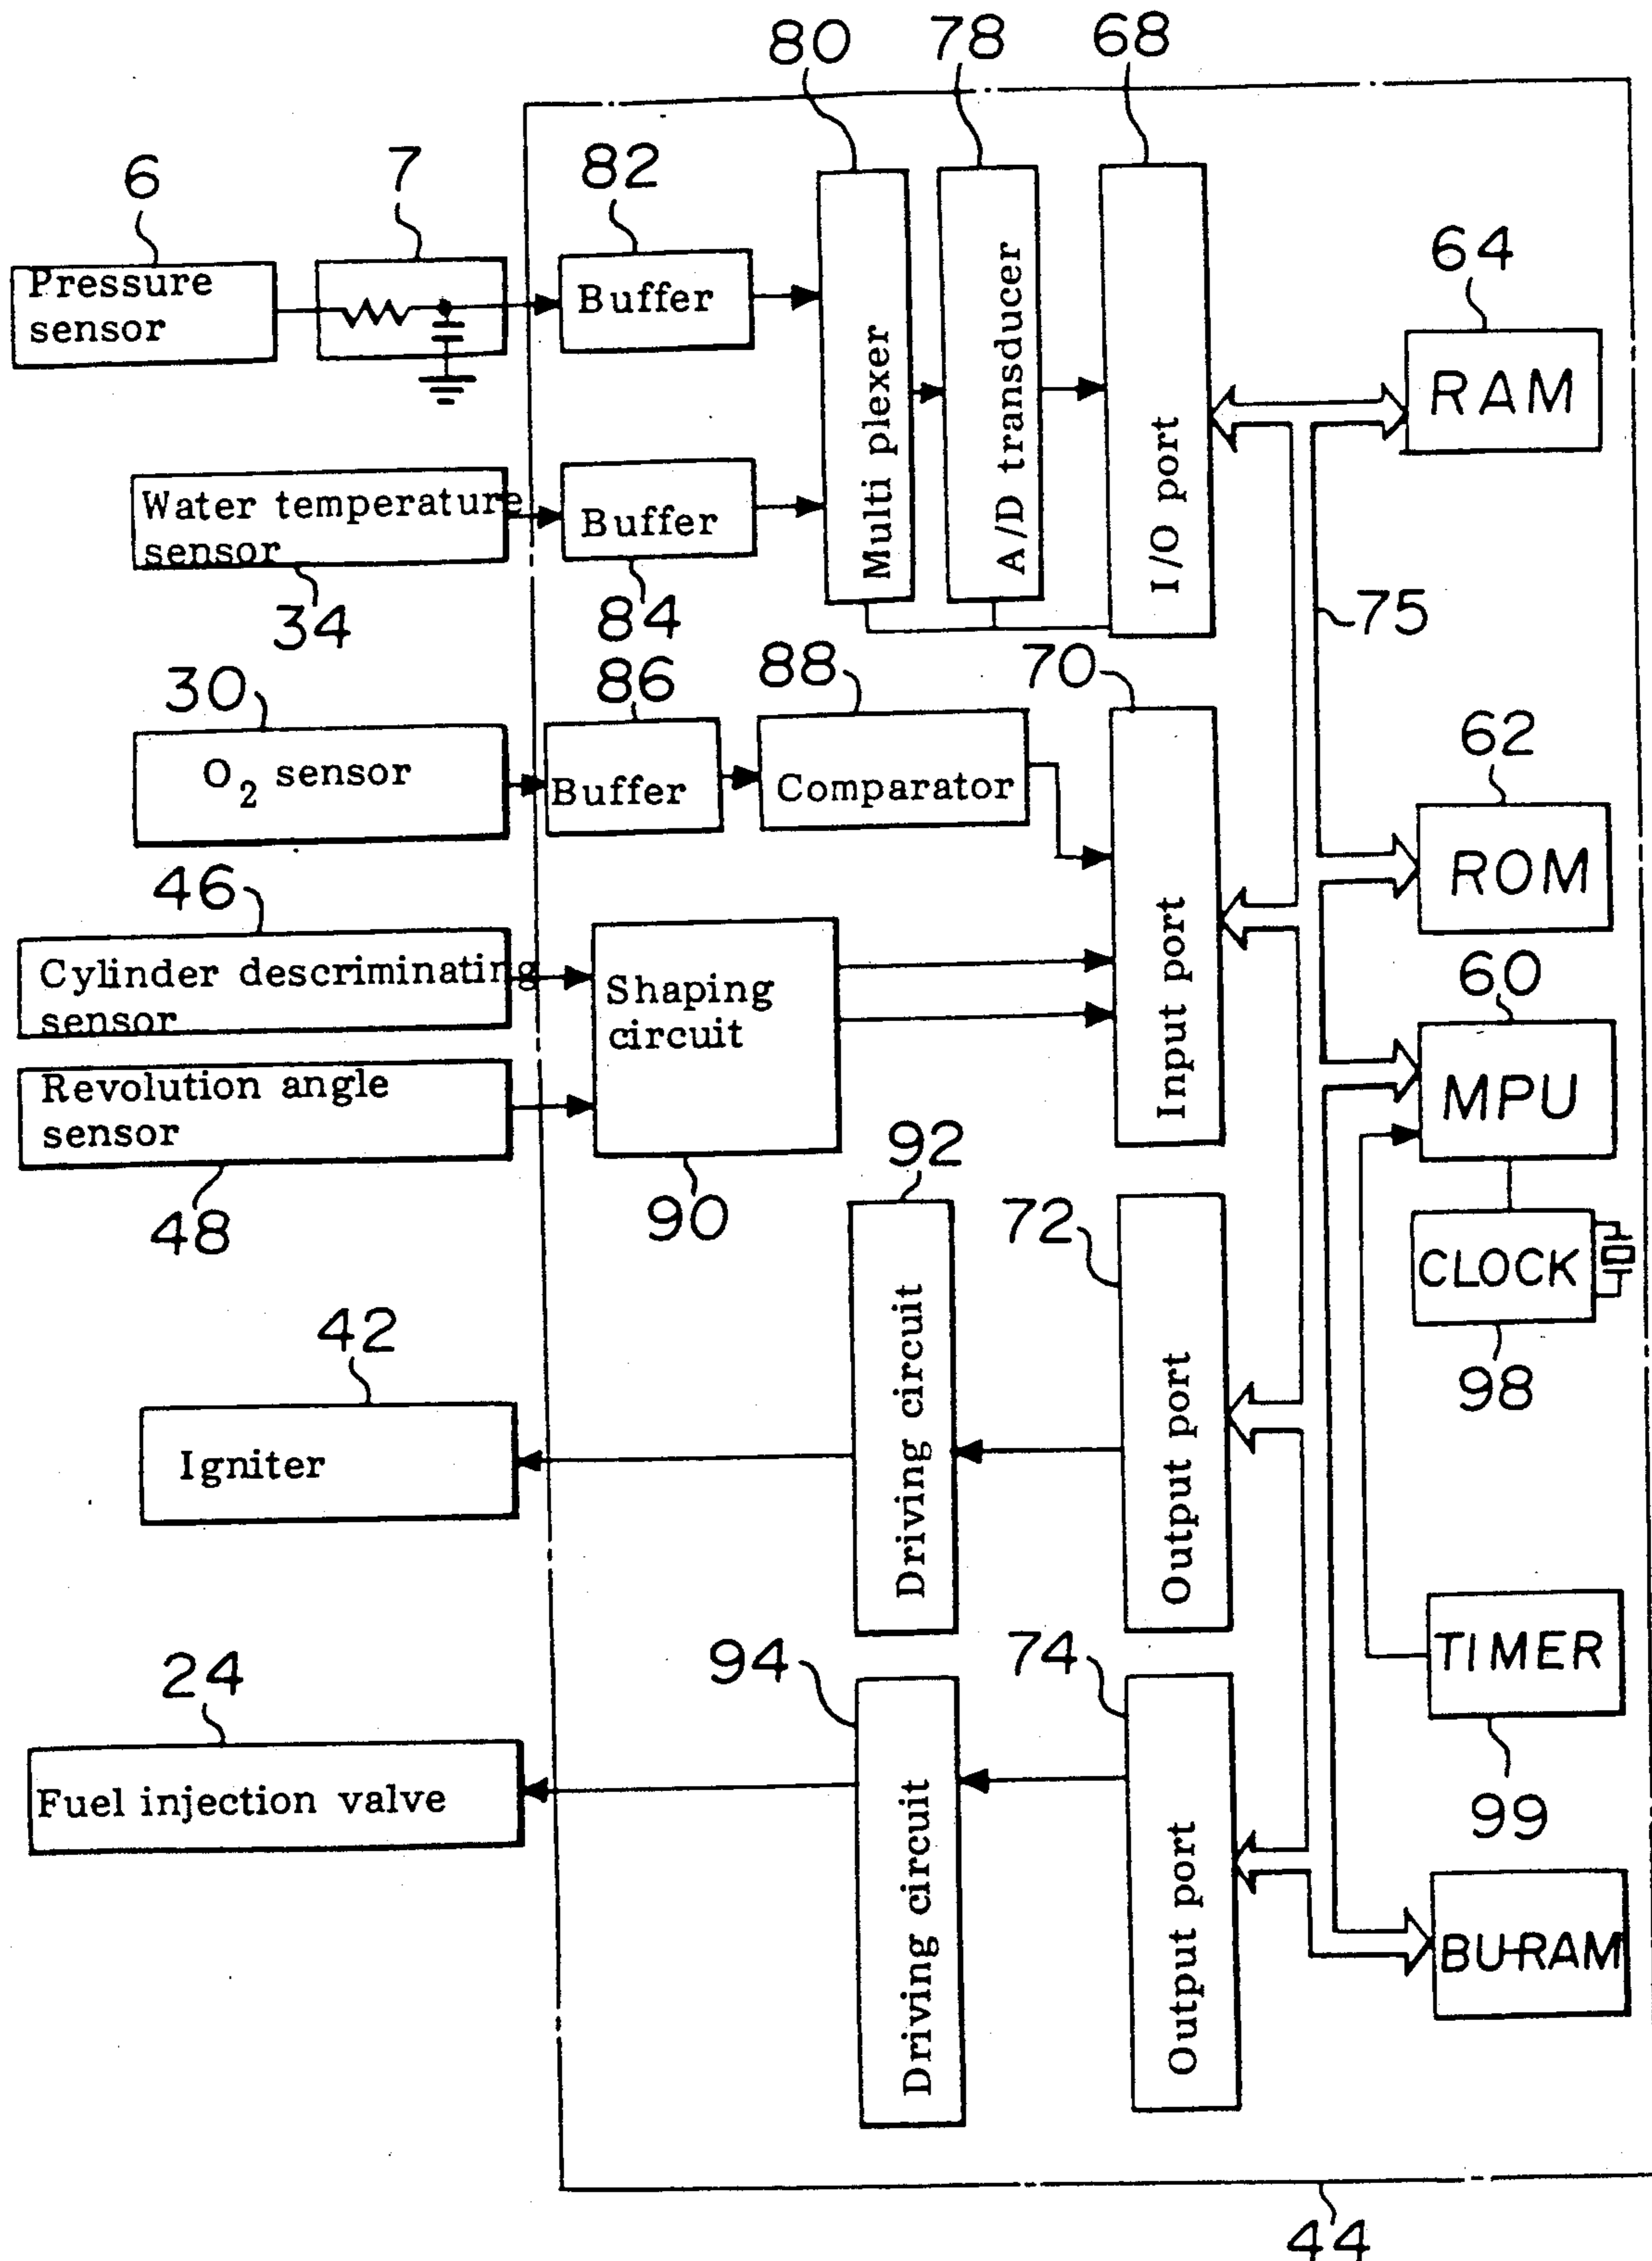 80 78 68
6 7 82
64
Pressure
sensor
Buffer
RAM
Multi plexer
A/D transducer
I/O port
Water temperature
sensor
Buffer
34
84
75
30
86
88
70
62
O2 sensor
Buffer
Comparator
ROM
46
60
Cylinder descriminating
sensor
Shaping
circuit
Input port
MPU
Revolution angle
sensor
48
90
92
72
CLOCK
98
42
Igniter
Driving circuit
Output port
TIMER
99
24
94
74
Fuel injection valve
Driving circuit
Output port
BU-RAM
44